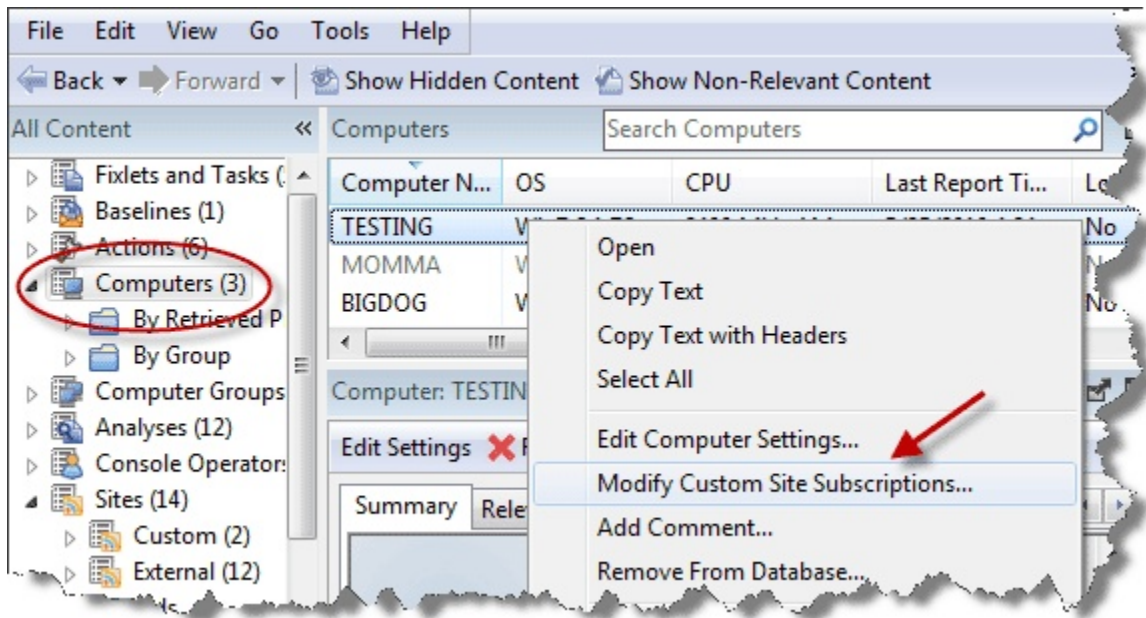 File Edit View Go Tools Help
Back Forward Show Hidden Content Show Non-Relevant Content
All Content
Fixlets and Tasks (
Baselines (1)
Actions (6)
Computers (3)
By Retrieved P
By Group
Computer Groups
Analyses (12)
Console Operator
Sites (14)
Custom (2)
External (12)
Computers Search Computers
Computer N... OS CPU Last Report Ti...
TESTING No
MOMMA
BIGDOG No
Computer: TESTIN
Edit Settings
Summary Rele
Open
Copy Text
Copy Text with Headers
Select All
Edit Computer Settings...
Modify Custom Site Subscriptions...
Add Comment...
Remove From Database...